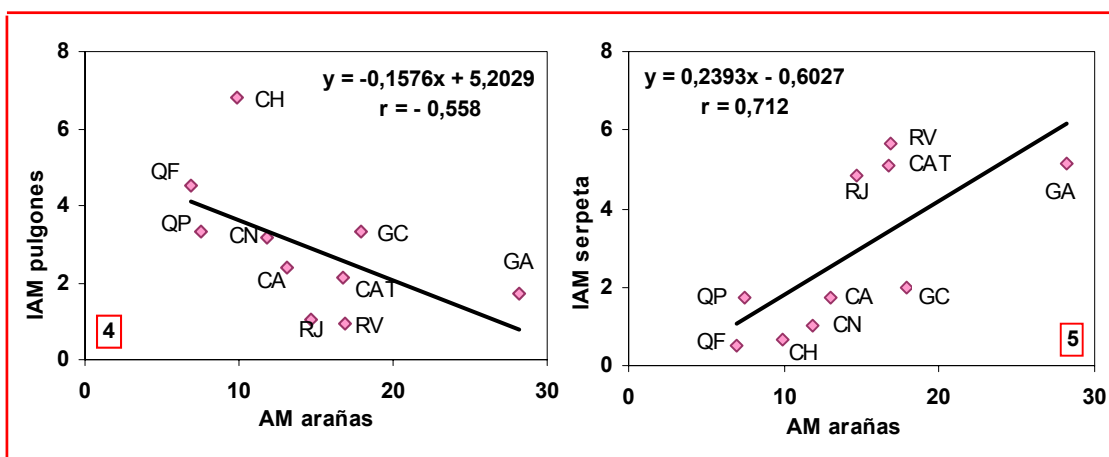 8
6
4
2
0
IAM pulgones
y = -0,1576x + 5,2029
r = - 0,558
CH
QF
QP
CN
GC
CA
CAT
GA
RJ
RV
4
0
10
20
30
AM arañas
8
6
4
2
0
IAM serpeta
y = 0,2393x - 0,6027
r = 0,712
RV
CAT
RJ
GA
QP
CA
GC
CN
QF
CH
5
0
10
20
30
AM arañas